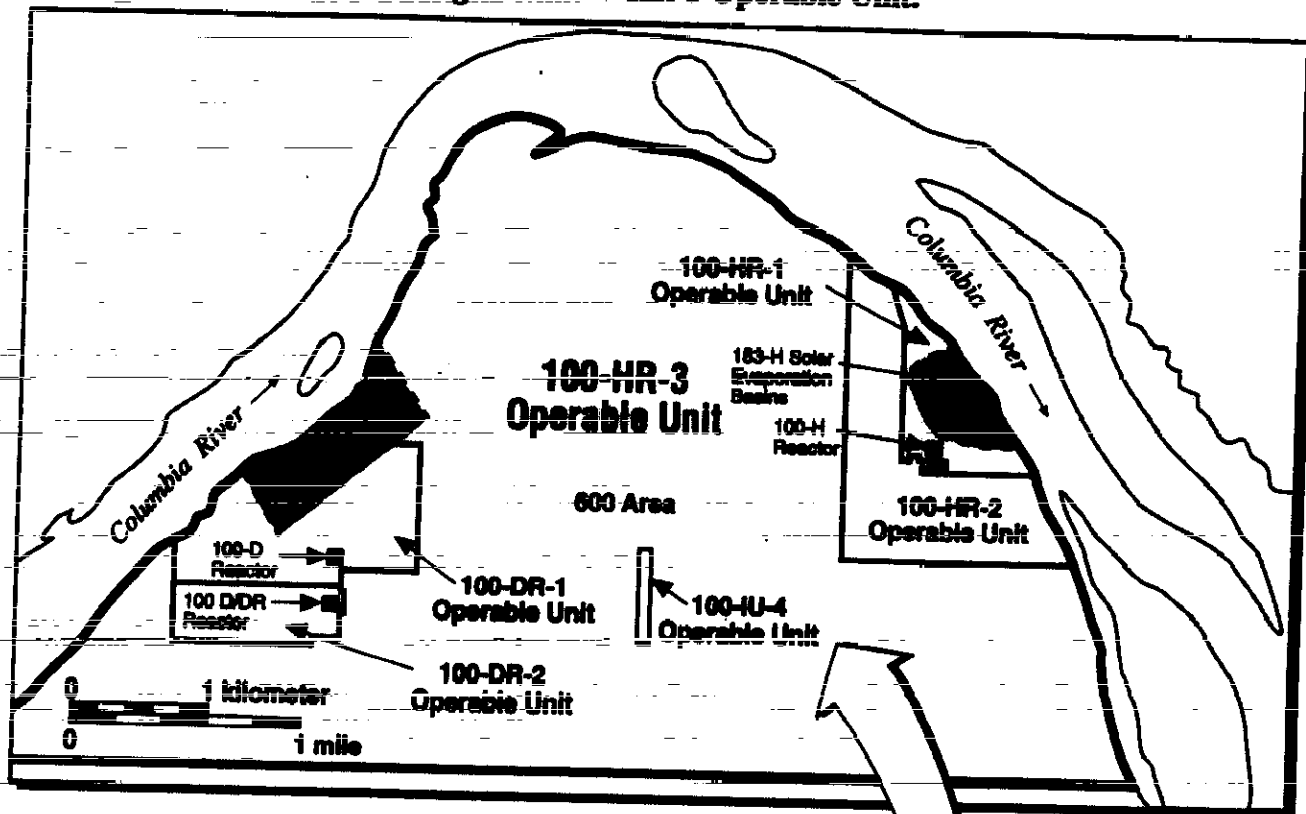 Operable Unit.
Columbia River
100-HR-1
Operable Unit
Columbia River
183-H Solar
Evaporation
Basins
100-HR-3
Operable Unit
100-H
Reactor
600 Area
100-HR-2
Operable Unit
100-D
Reactor
100-DR-1
Operable Unit
100 D/DR
Reactor
100-IU-4
Operable Unit
100-DR-2
Operable Unit
0 1 kilometer
0 1 mile